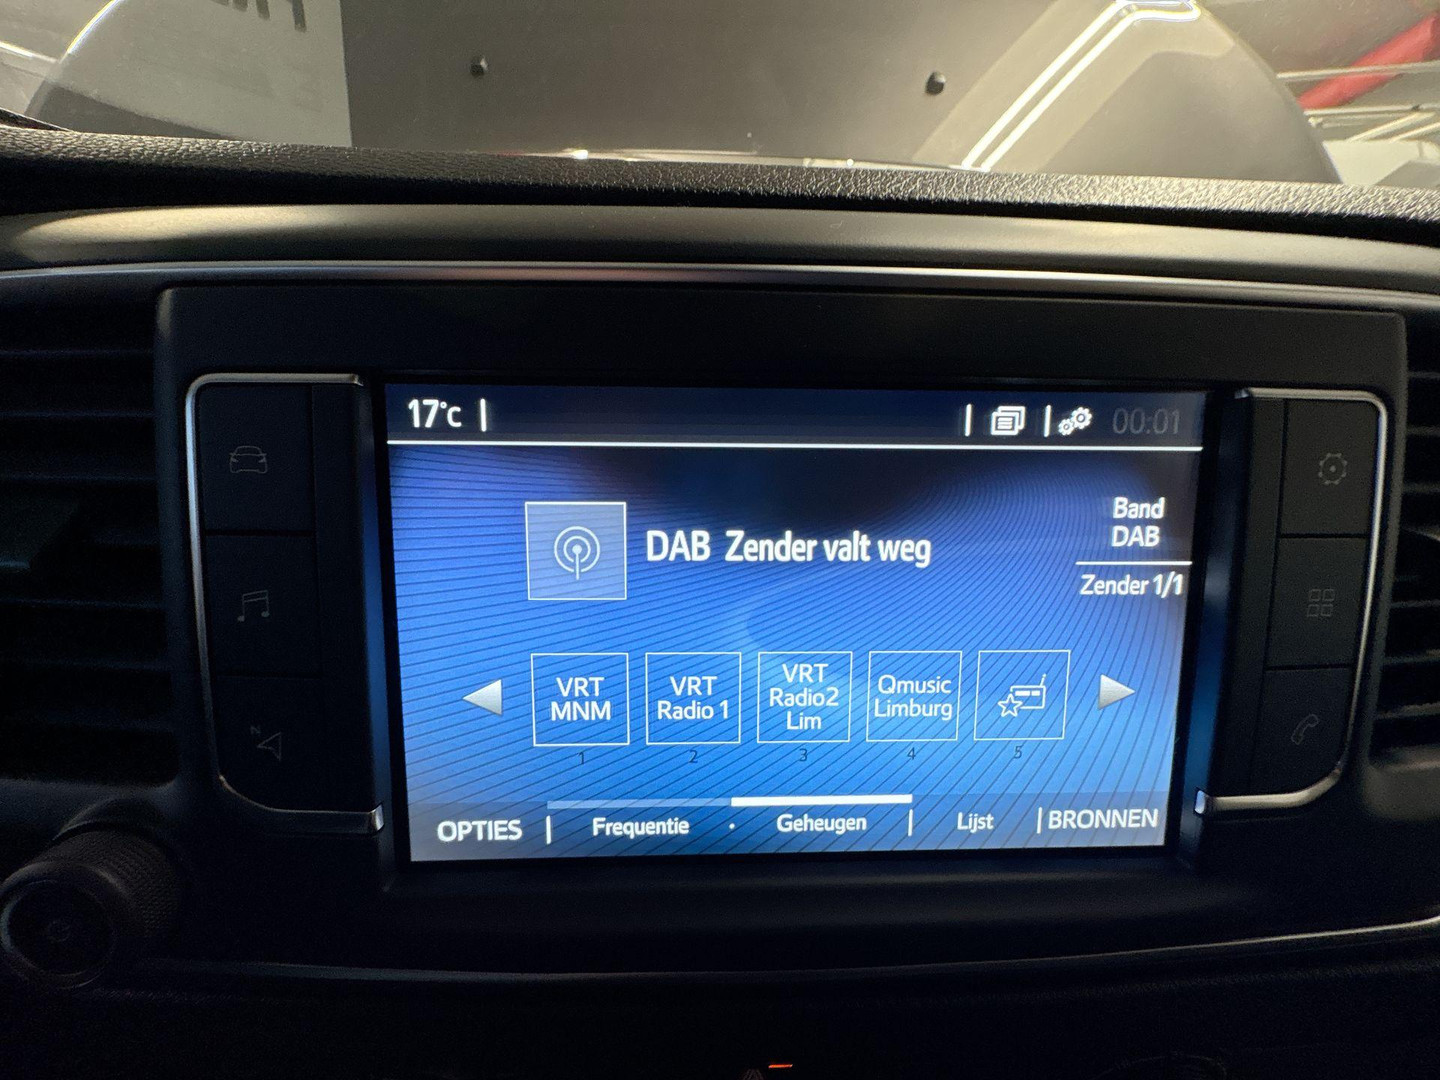 17°C
00:01
DAB Zender valt weg
Band
DAB
Zender 1/1
VRT
MNM
VRT
Radio 1
VRT
Radio2
Lim
Qmusic
Limburg
1
2
3
4
5
OPTIES
Frequentie
Geheugen
Lijst
BRONNEN
N